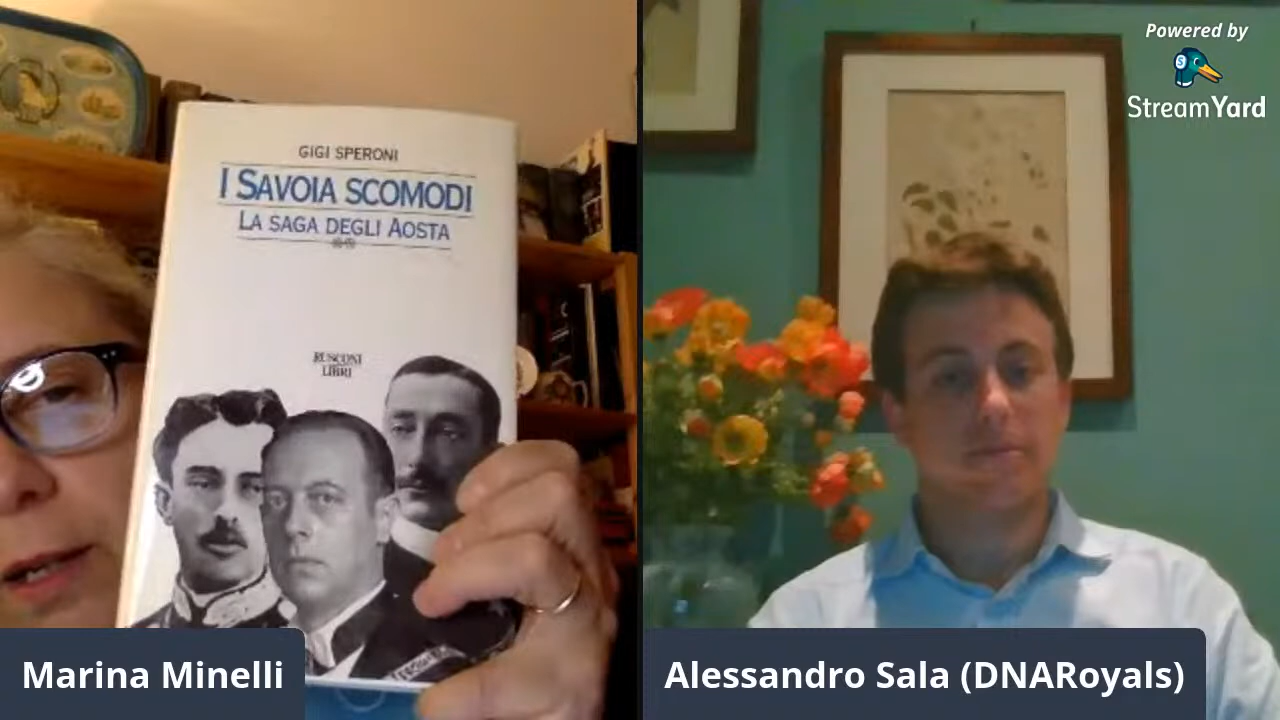 GIGI SPERONI
I SAVOIA SCOMODI
LA SAGA DEGLI AOSTA
RUSCONI
LIBRI
Marina Minelli
Powered by
StreamYard
Alessandro Sala (DNARoyals)